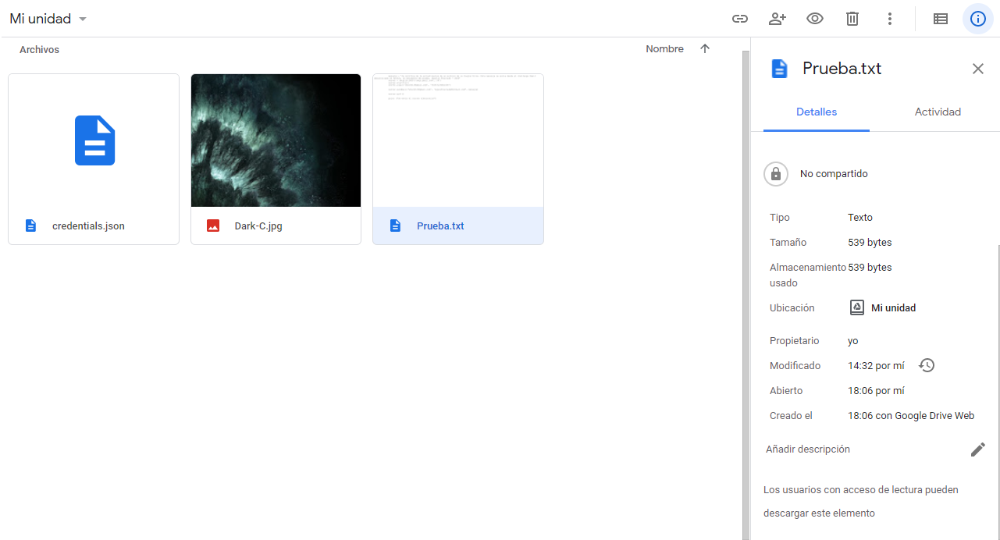 Mi unidad
Archivos
Nombre
credentials.json
Dark-C.jpg
Prueba.txt
Prueba.txt
Detalles
Actividad
No compartido
Tipo Texto
Tamaño 539 bytes
Almacenamiento 539 bytes
usado
Ubicación Mi unidad
Propietario yo
Modificado 14:32 por mí
Abierto 18:06 por mí
Creado el 18:06 con Google Drive Web
Añadir descripción
Los usuarios con acceso de lectura pueden
descargar este elemento